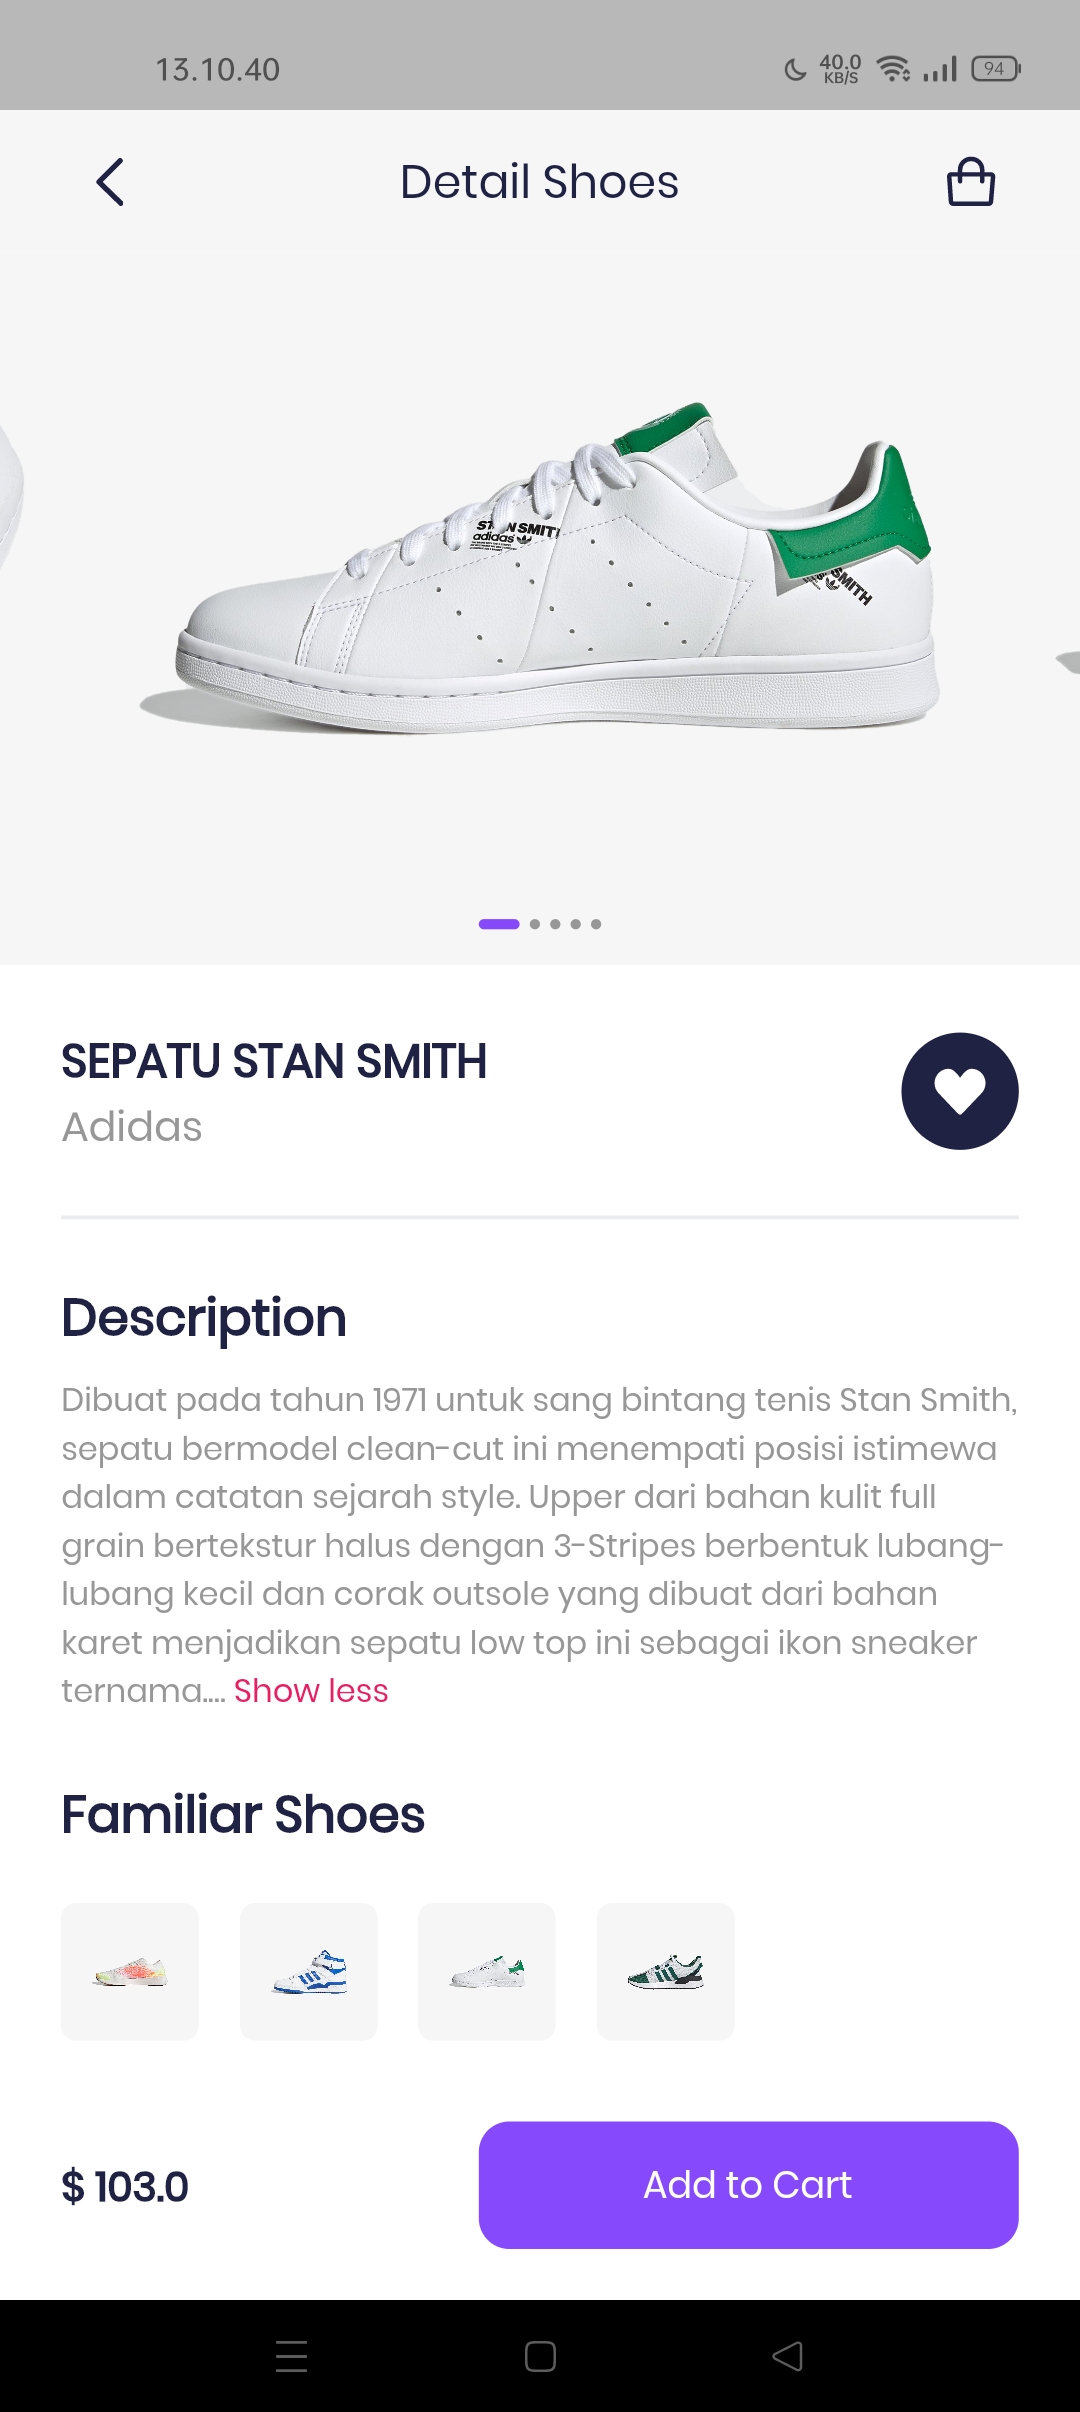 13.10.40
40.0
KB/S
94
Detail Shoes
SMITH
adidas
SMITH
SEPATU STAN SMITH
Adidas
Description
Dibuat pada tahun 1971 untuk sang bintang tenis Stan Smith,
sepatu bermodel clean-cut ini menempati posisi istimewa
dalam catatan sejarah style. Upper dari bahan kulit full
grain bertekstur halus dengan 3-Stripes berbentuk lubang-
lubang kecil dan corak outsole yang dibuat dari bahan
karet menjadikan sepatu low top ini sebagai ikon sneaker
ternama.... Show less
Familiar Shoes
$ 103.0
Add to Cart